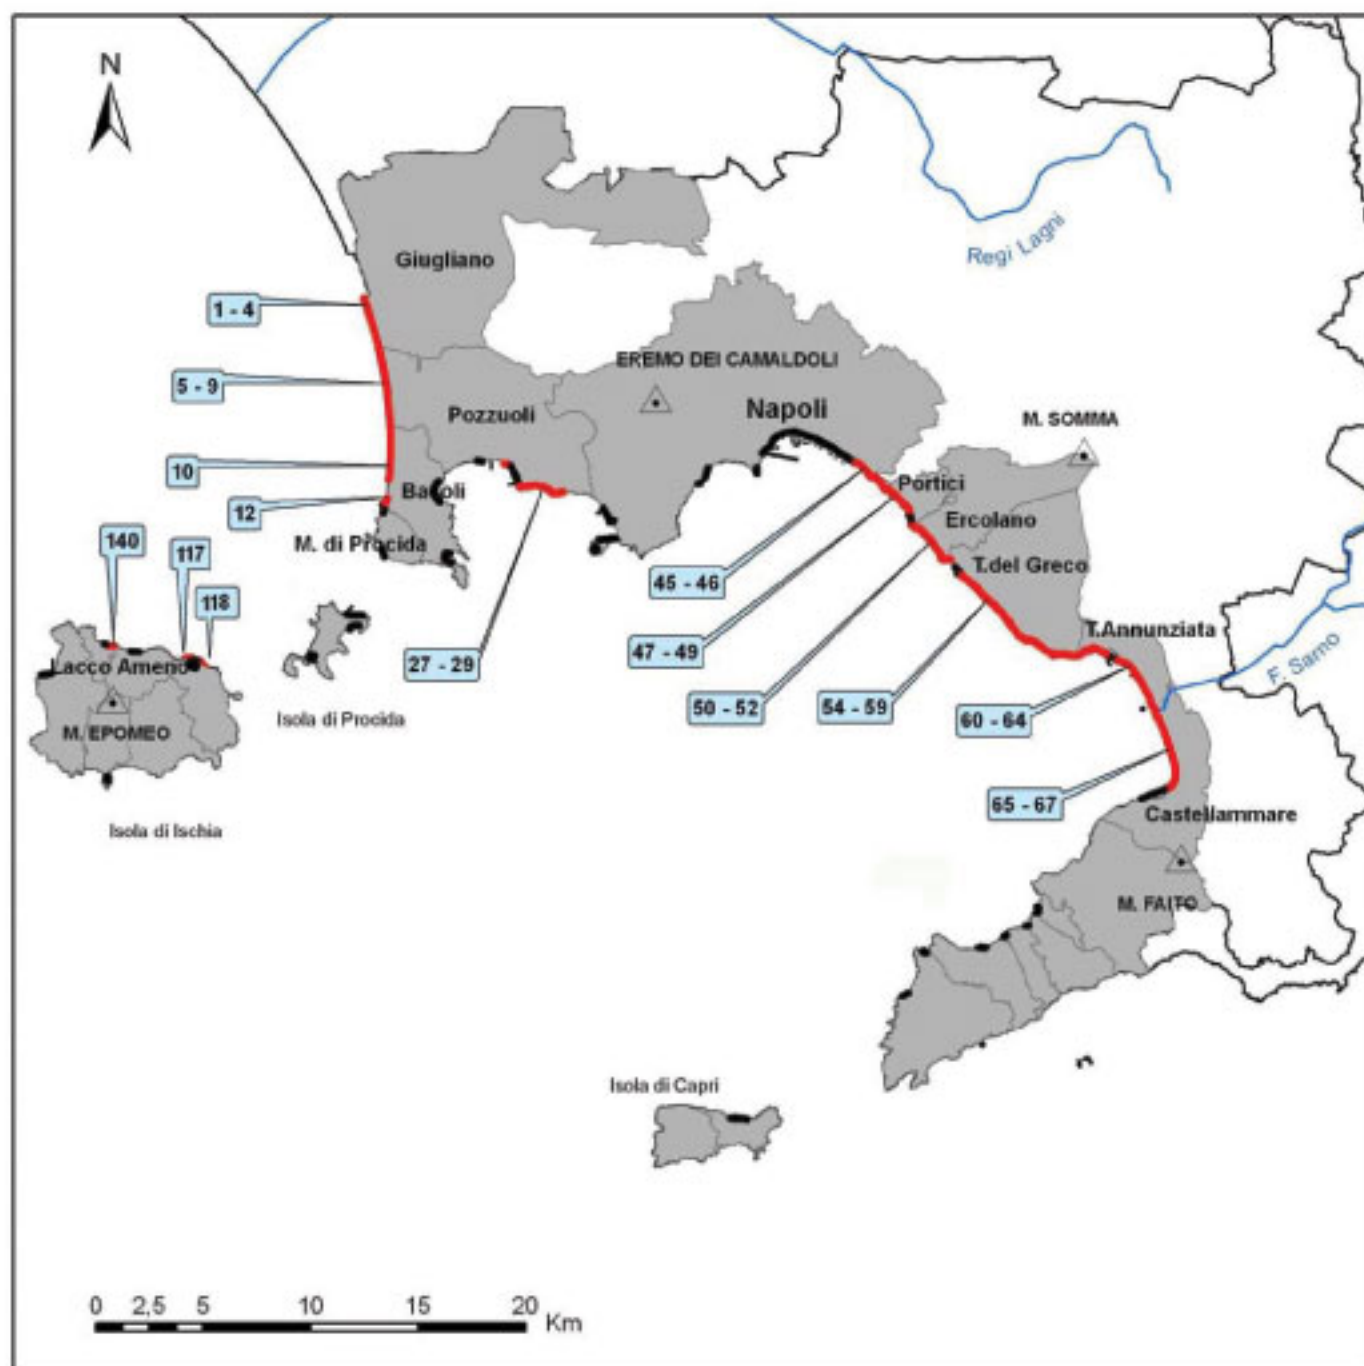 N
Regi Lagni
Giugliano
1 - 4
EREMO DEI CAMALDOLI
5 - 9
Napoli
Pozzuoli
M. SOMMA
10
Portici
Bacoli
12
Ercolano
M. di Procida
140
117
T.del Greco
45 - 46
118
T.Annunziata
47 - 49
F. Sarno
27 - 29
Lacco Ameno
50 - 52
54 - 59
60 - 64
Isola di Procida
M. EPOMEO
65 - 67
Castellammare
Isola di Ischia
M. FAITO
Isola di Capri
0 2,5 5 10 15 20 Km